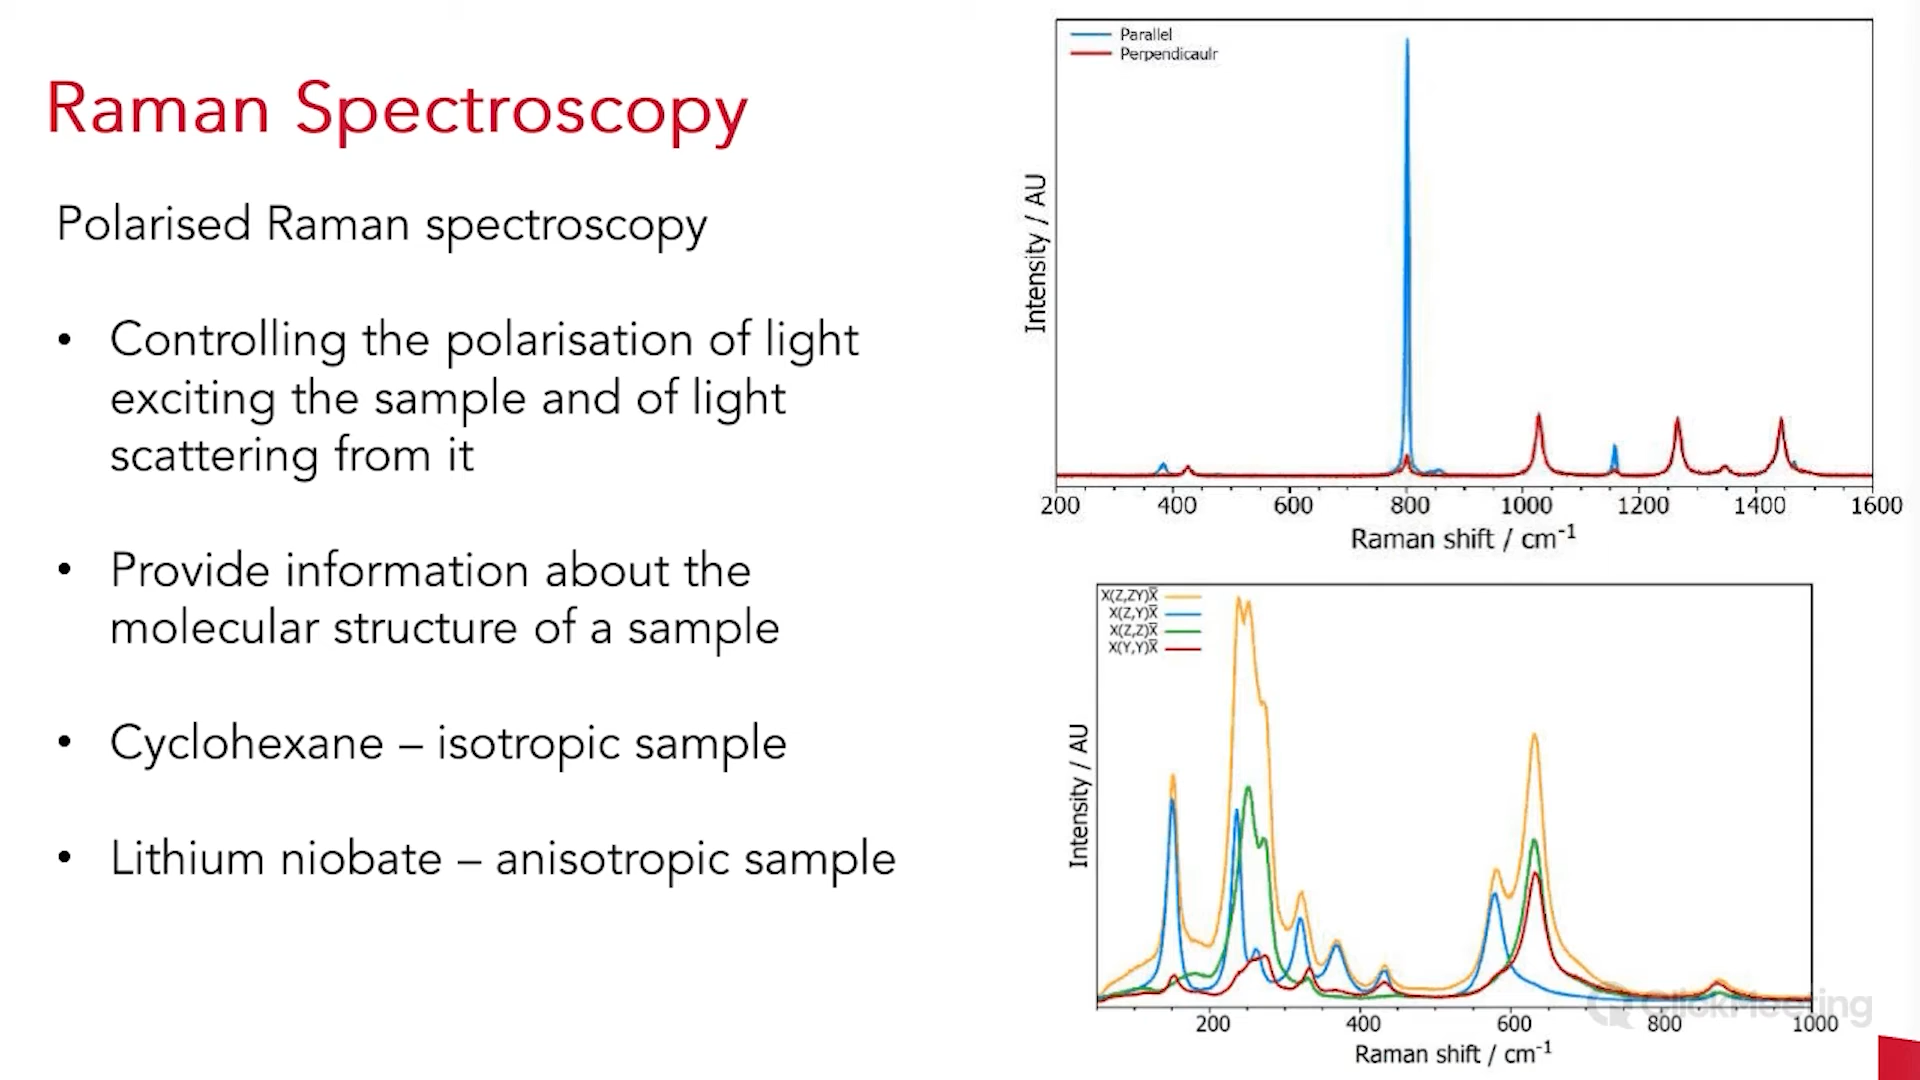 Raman Spectroscopy
Polarised Raman spectroscopy
• Controlling the polarisation of light
exciting the sample and of light
scattering from it
• Provide information about the
molecular structure of a sample
• Cyclohexane – isotropic sample
• Lithium niobate – anisotropic sample
Parallel
Perpendicaulr
Intensity / AU
200 400 600 800 1000 1200 1400 1600
Raman shift / cm⁻¹
X(Z,ZY)X̅
X(Z,Y)X̅
X(Z,Z)X̅
X(Y,Y)X̅
Intensity / AU
200 400 600 800 1000
Raman shift / cm⁻¹
ClickMeeting